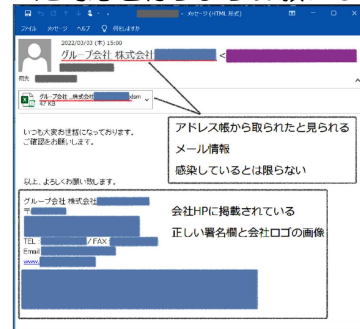 メッセージ (HTML 形式)
ファイル メッセージ ヘルプ
2022/03/03 (木) 15:00
グループ会社 株式会社 <
宛先
グループ会社 .株式会社 .xlsm
47 KB
いつも大変お世話になっております。
ご確認をお願いします。
以上、よろしくお願い致します。
アドレス帳から取られたと見られる
メール情報
感染しているとは限らない
グループ会社 株式会社
〒
TEL: / FAX:
Email
www.
会社HPに掲載されている
正しい署名欄と会社ロゴの画像